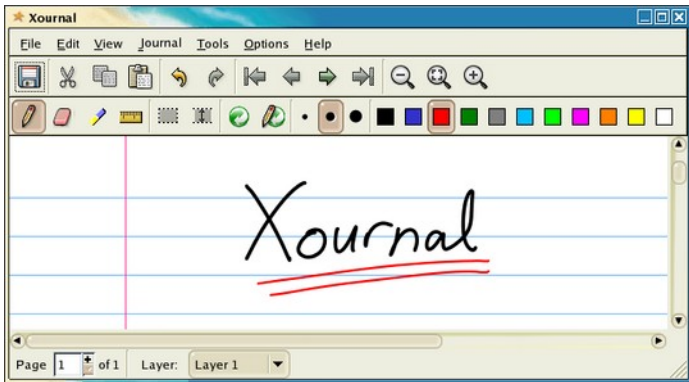 Xournal
File Edit View Journal Tools Options Help
Xournal
Page 1 of 1 Layer: Layer 1